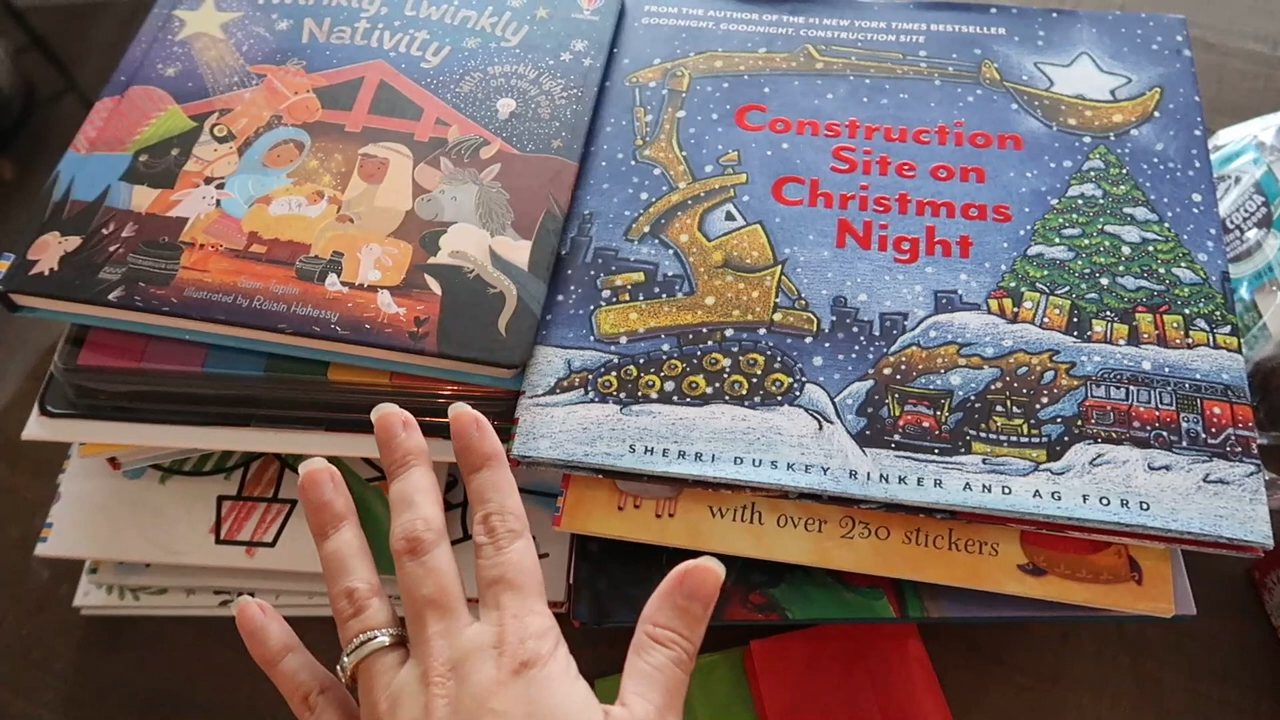 twinkly Nativity
with sparkly lights
Sam Taplin
Illustrated by Róisín Hahessy
FROM THE AUTHOR OF THE #1 NEW YORK TIMES BESTSELLER
GOODNIGHT, GOODNIGHT, CONSTRUCTION SITE
Construction
Site on
Christmas
Night
SHERRI DUSKEY RINKER AND AG FORD
with over 230 stickers
COCOA